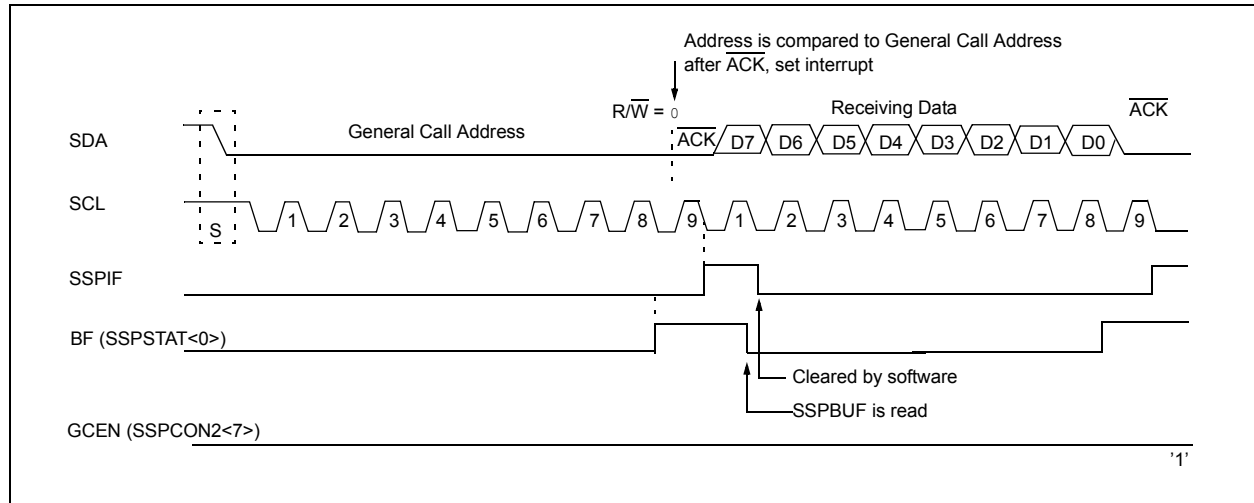 Address is compared to General Call Address
after ACK, set interrupt
R/W = 0
Receiving Data
ACK
SDA
General Call Address
ACK
D7 D6 D5 D4 D3 D2 D1 D0
SCL
S
1 2 3 4 5 6 7 8 9 1 2 3 4 5 6 7 8 9
SSPIF
BF (SSPSTAT<0>)
Cleared by software
SSPBUF is read
GCEN (SSPCON2<7>)
'1'